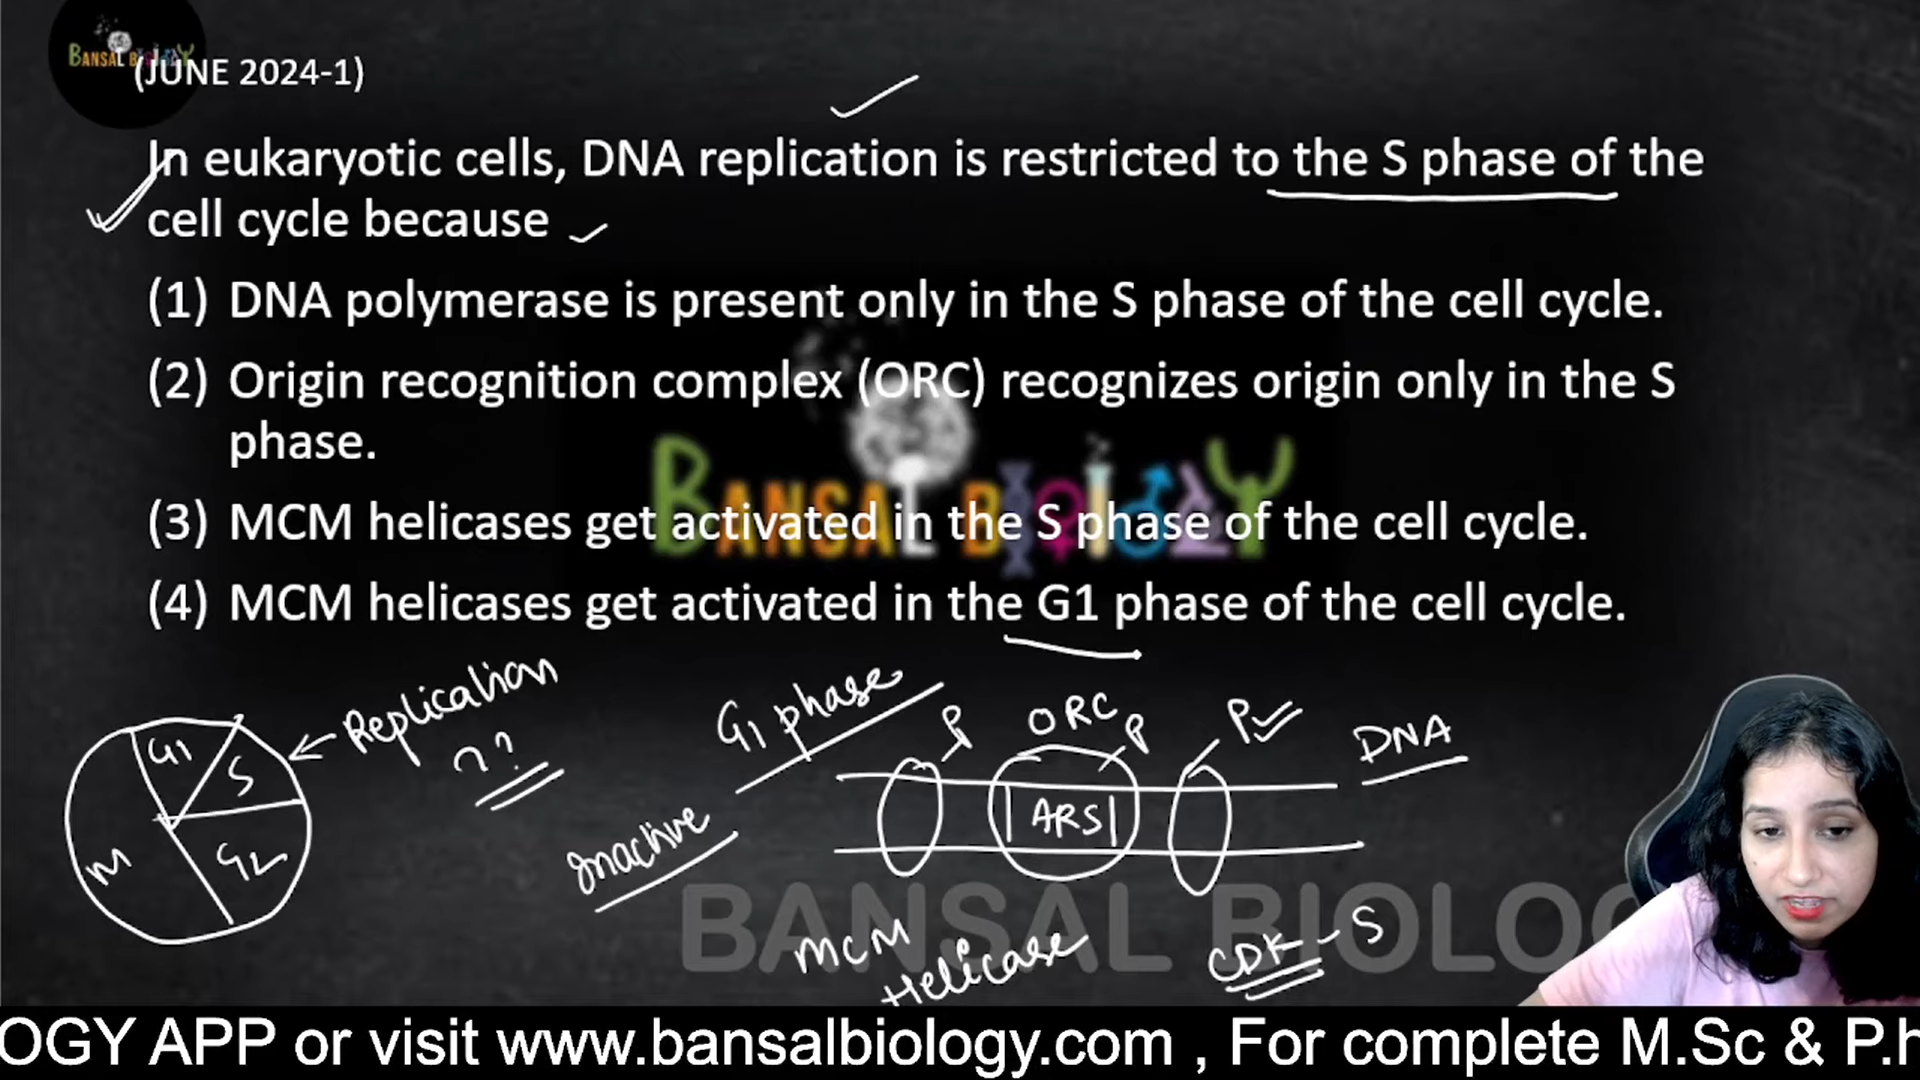 BANSAL BIOLOGY
(JUNE 2024-1)
In eukaryotic cells, DNA replication is restricted to the S phase of the
cell cycle because
(1) DNA polymerase is present only in the S phase of the cell cycle.
(2) Origin recognition complex (ORC) recognizes origin only in the S
phase.
BANSAL BIOLOGY
(3) MCM helicases get activated in the S phase of the cell cycle.
(4) MCM helicases get activated in the G1 phase of the cell cycle.
Replication
??
G1 S G2 M
G1 phase
Inactive
P ORC P P
DNA
ARS
MCM
Helicase
CDK - S
BANSAL BIOLO
OGY APP or visit www.bansalbiology.com , For complete M.Sc & P.h